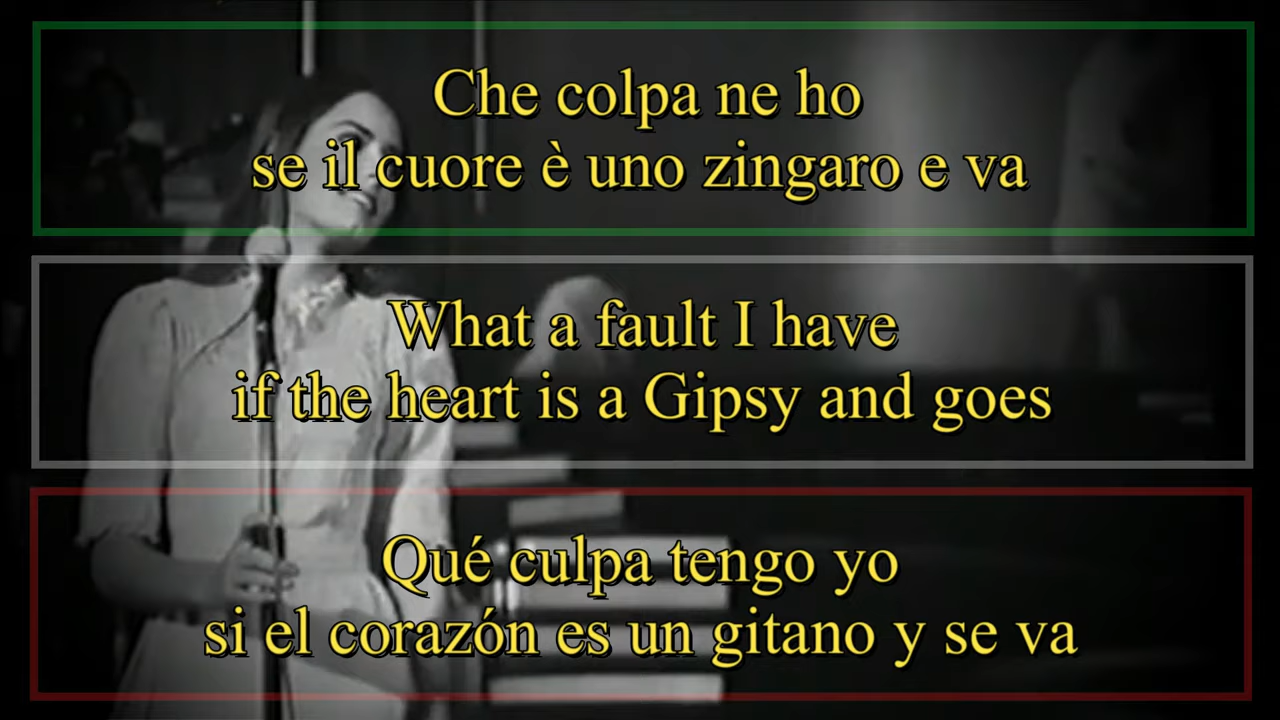 Che colpa ne ho
se il cuore è uno zingaro e va
What a fault I have
if the heart is a Gipsy and goes
Qué culpa tengo yo
si el corazón es un gitano y se va